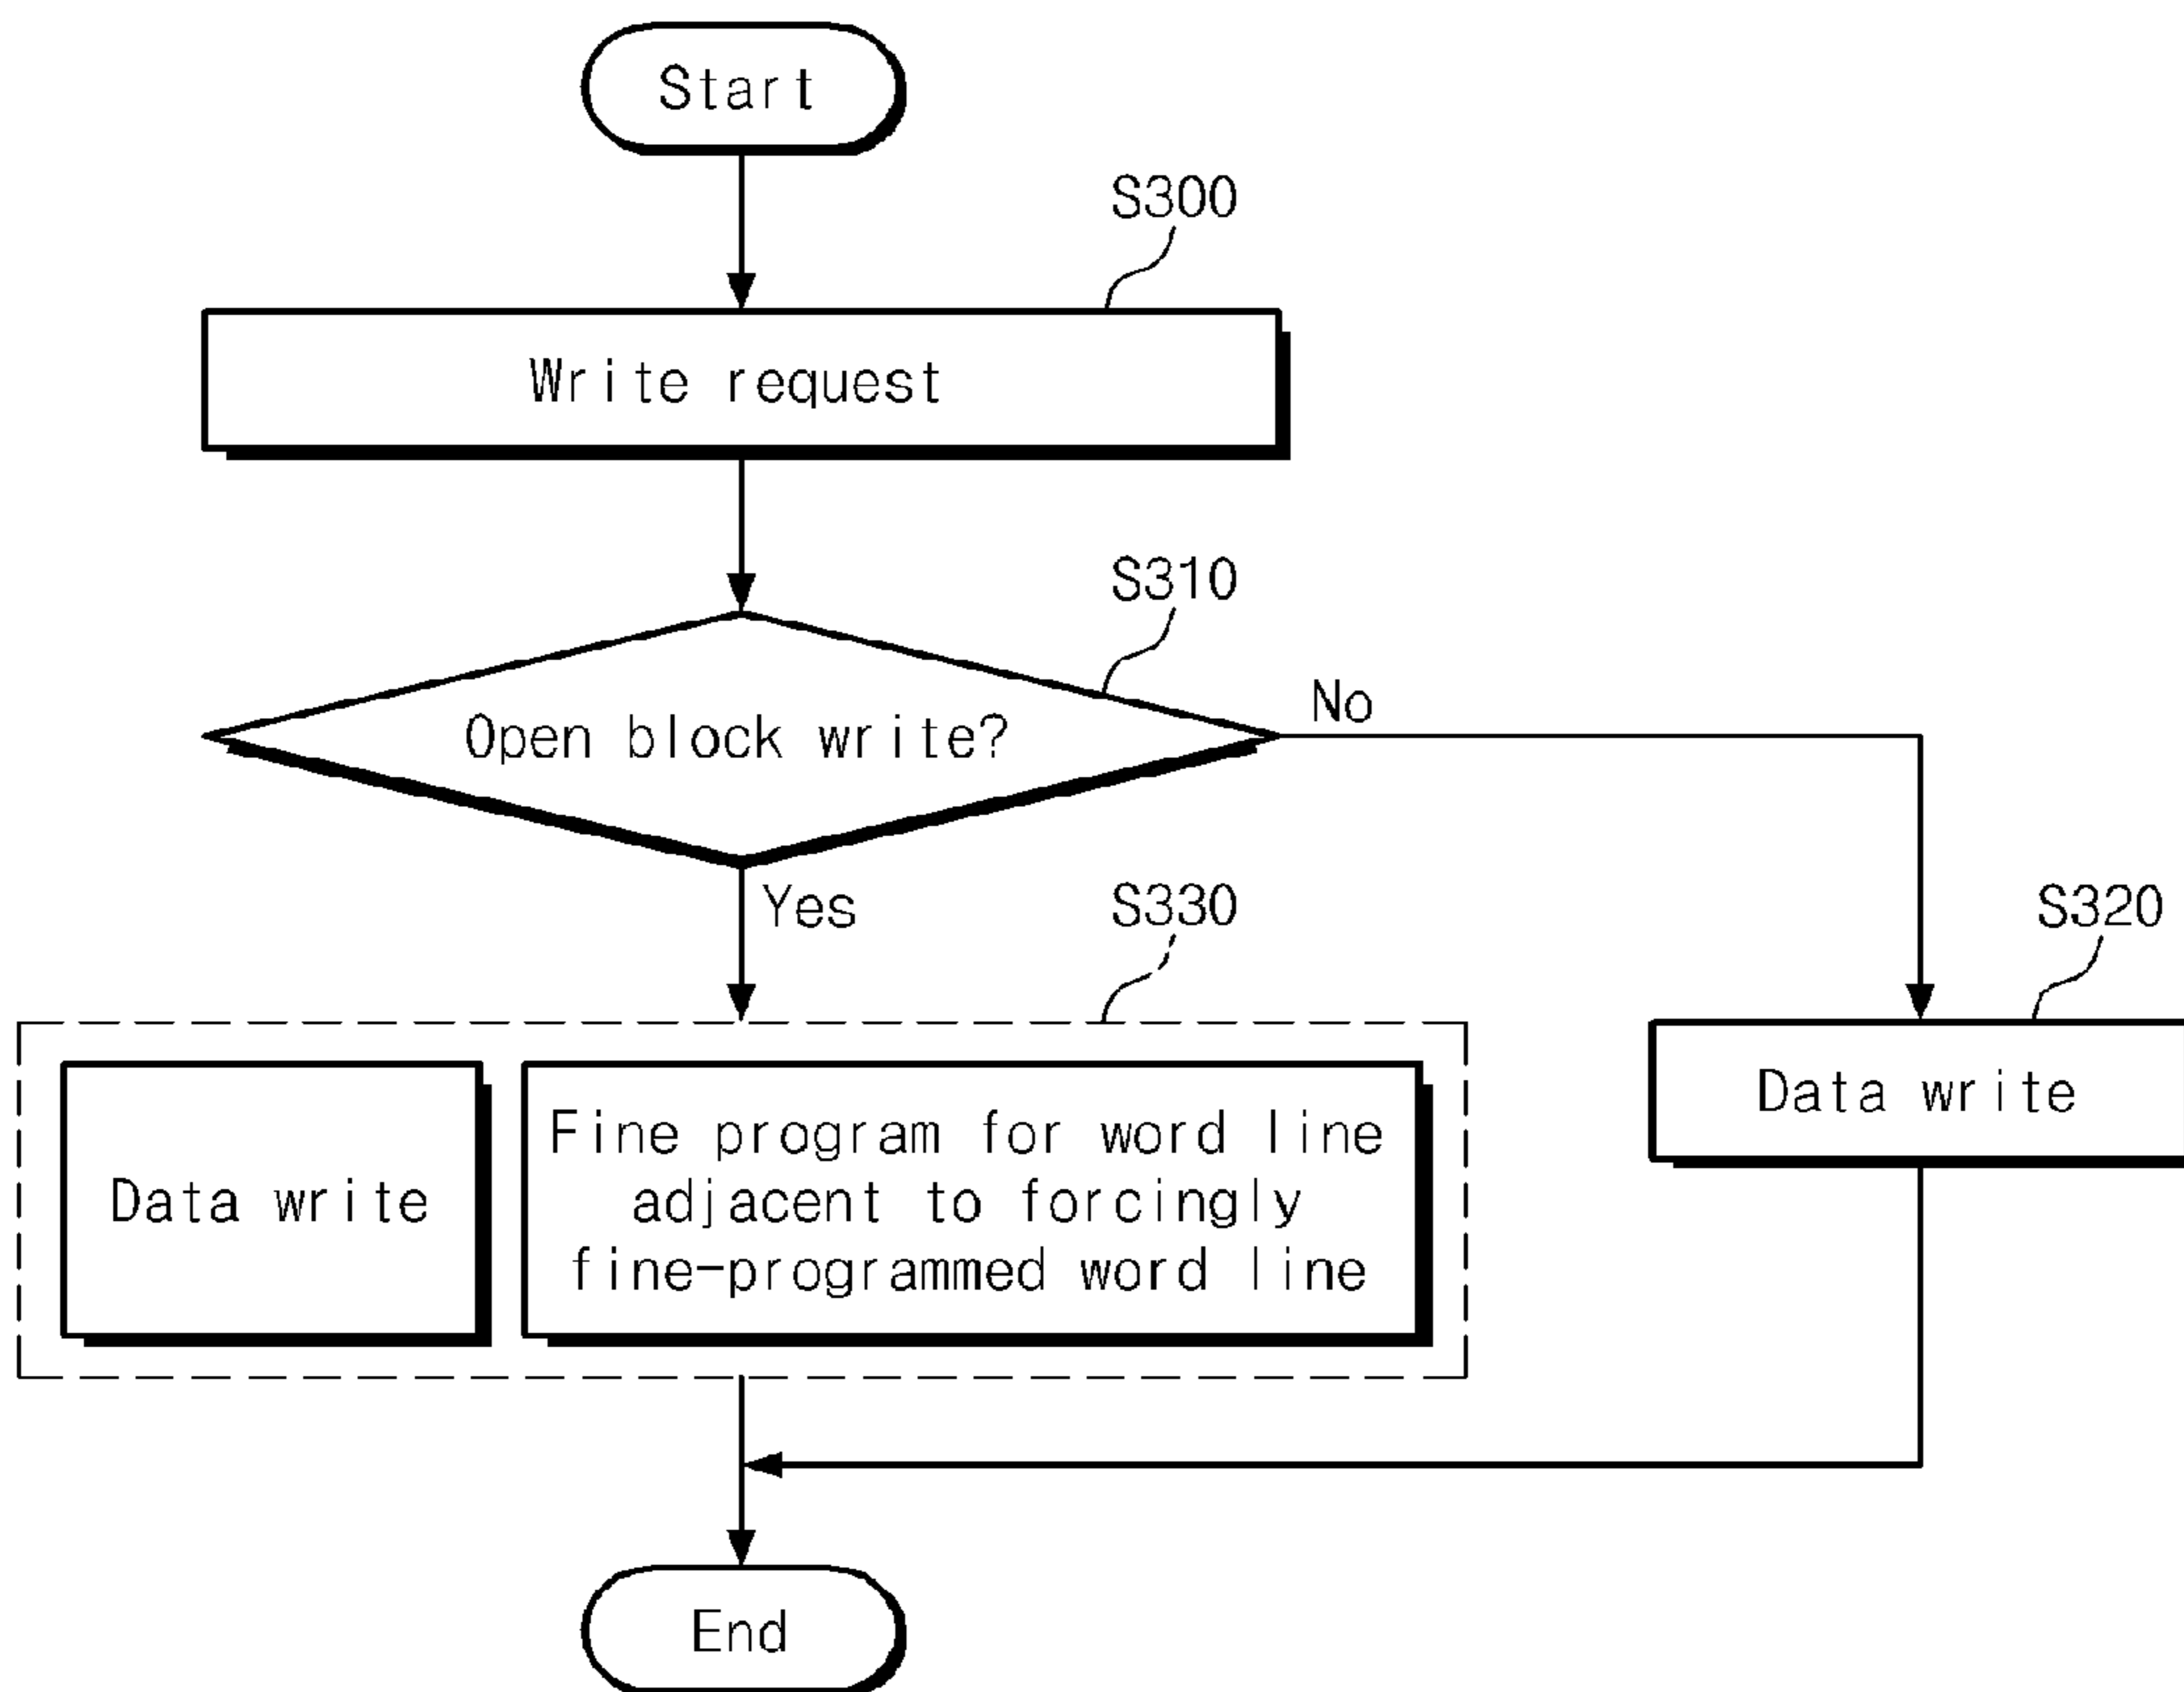 Start
S300
Write request
S310
Open block write?
No
Yes
S330
S320
Data write
Fine program for word line
adjacent to forcingly
fine-programmed word line
Data write
End